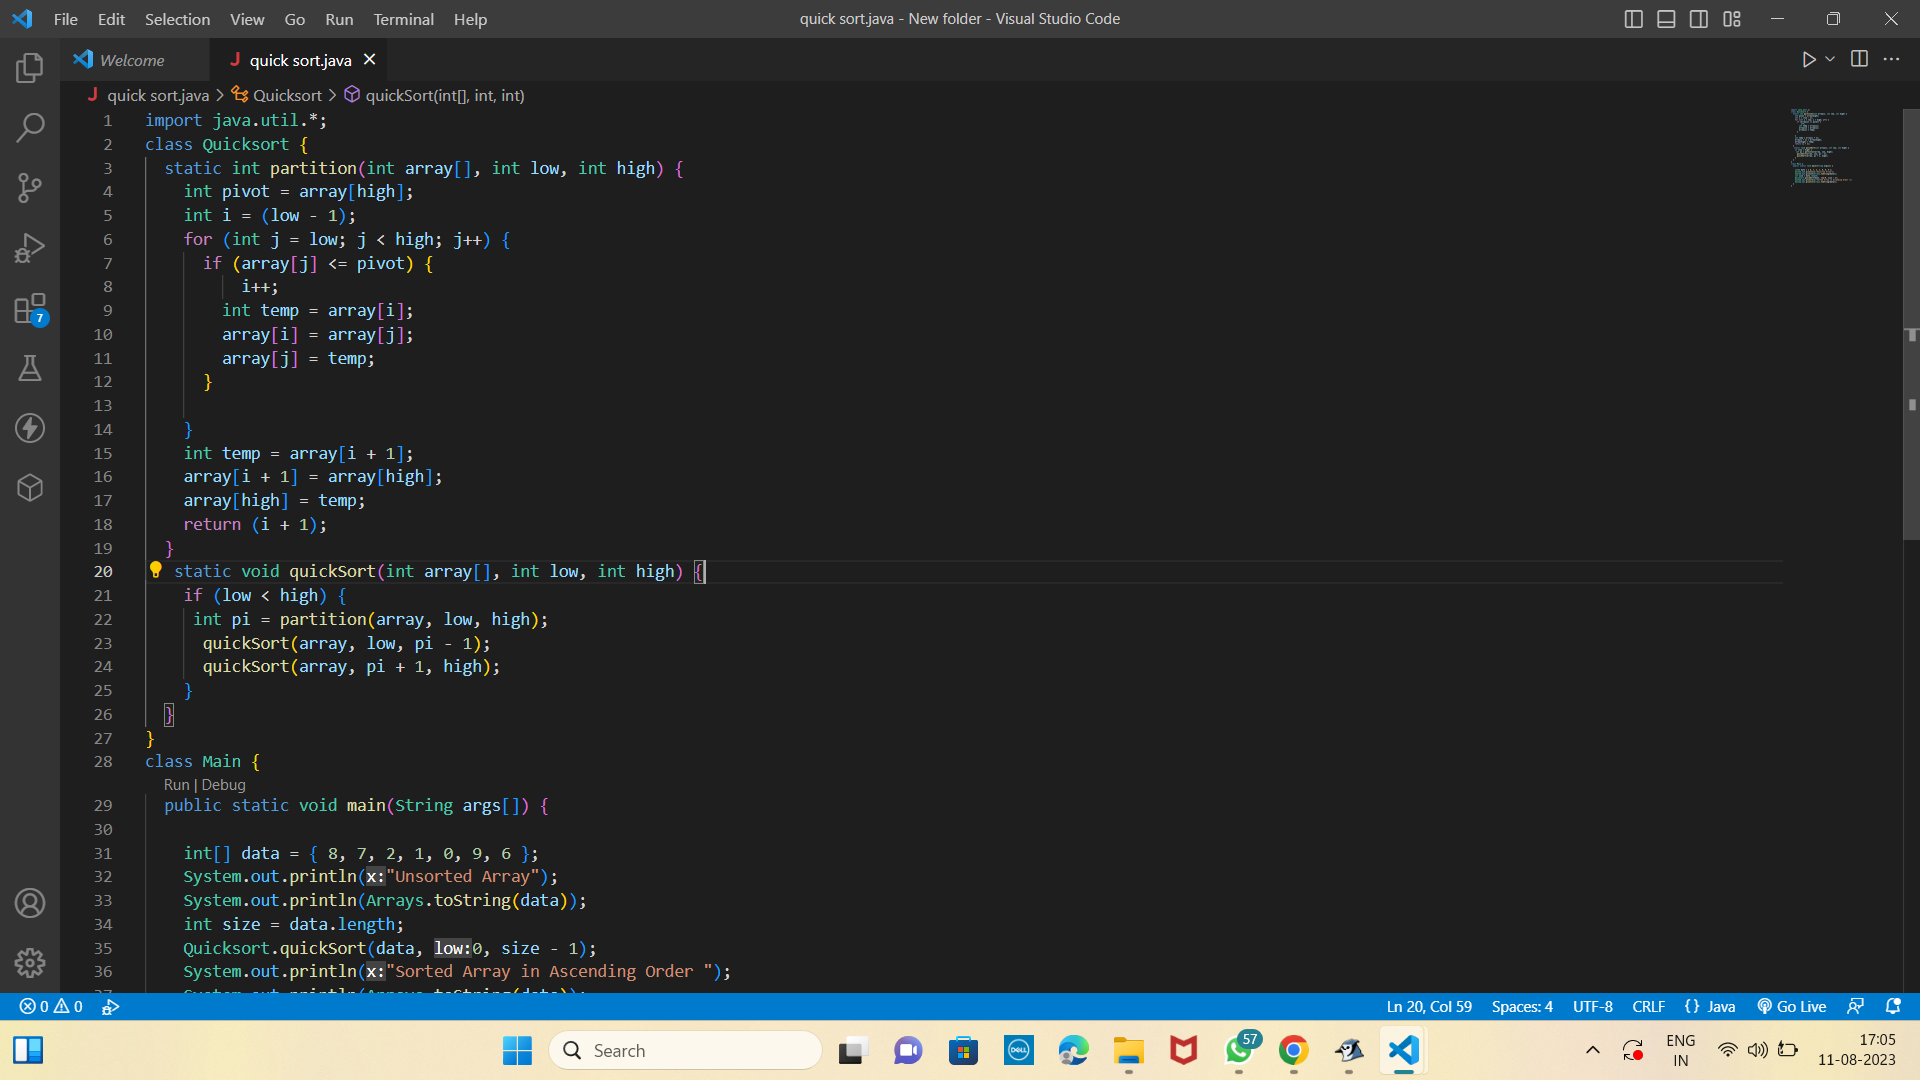 File Edit Selection View Go Run Terminal Help
quick sort.java - New folder - Visual Studio Code
Welcome
quick sort.java
quick sort.java > Quicksort > quickSort(int[], int, int)
1 import java.util.*;
2 class Quicksort {
3 static int partition(int array[], int low, int high) {
4 int pivot = array[high];
5 int i = (low - 1);
6 for (int j = low; j < high; j++) {
7 if (array[j] <= pivot) {
8 i++;
9 int temp = array[i];
10 array[i] = array[j];
11 array[j] = temp;
12 }
13
14 }
15 int temp = array[i + 1];
16 array[i + 1] = array[high];
17 array[high] = temp;
18 return (i + 1);
19 }
20 static void quickSort(int array[], int low, int high) {
21 if (low < high) {
22 int pi = partition(array, low, high);
23 quickSort(array, low, pi - 1);
24 quickSort(array, pi + 1, high);
25 }
26 }
27 }
28 class Main {
Run | Debug
29 public static void main(String args[]) {
30
31 int[] data = { 8, 7, 2, 1, 0, 9, 6 };
32 System.out.println(x:"Unsorted Array");
33 System.out.println(Arrays.toString(data));
34 int size = data.length;
35 Quicksort.quickSort(data, low:0, size - 1);
36 System.out.println(x:"Sorted Array in Ascending Order ");
37 System.out.println(Arrays.toString(data));
7
0 0
Ln 20, Col 59 Spaces: 4 UTF-8 CRLF {} Java Go Live
Search
DELL
57
ENG
IN
17:05
11-08-2023